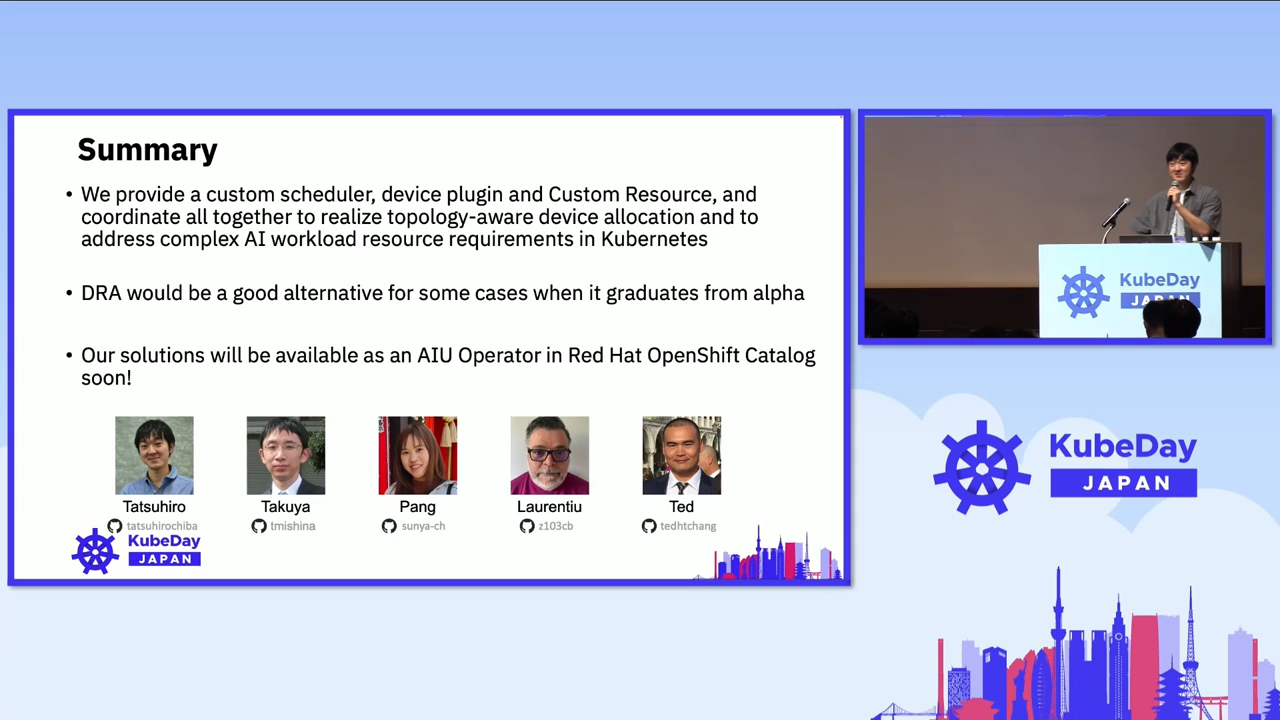 Summary
• We provide a custom scheduler, device plugin and Custom Resource, and
coordinate all together to realize topology-aware device allocation and to
address complex AI workload resource requirements in Kubernetes
• DRA would be a good alternative for some cases when it graduates from alpha
• Our solutions will be available as an AIU Operator in Red Hat OpenShift Catalog
soon!
Tatsuhiro
tatsuhirochiba
Takuya
tmishina
Pang
sunya-ch
Laurentiu
z103cb
Ted
tedhtchang
KubeDay
JAPAN
KubeDay
JAPAN
KubeDay
JAPAN